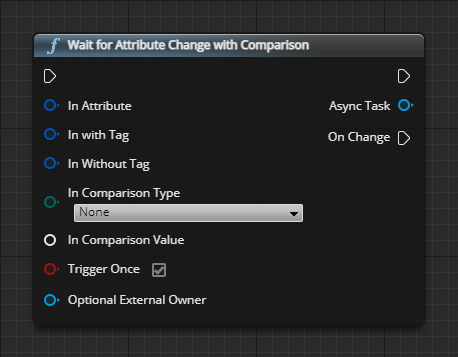 f Wait for Attribute Change with Comparison
In Attribute
Async Task
In with Tag
On Change
In Without Tag
In Comparison Type
None
In Comparison Value
Trigger Once
Optional External Owner